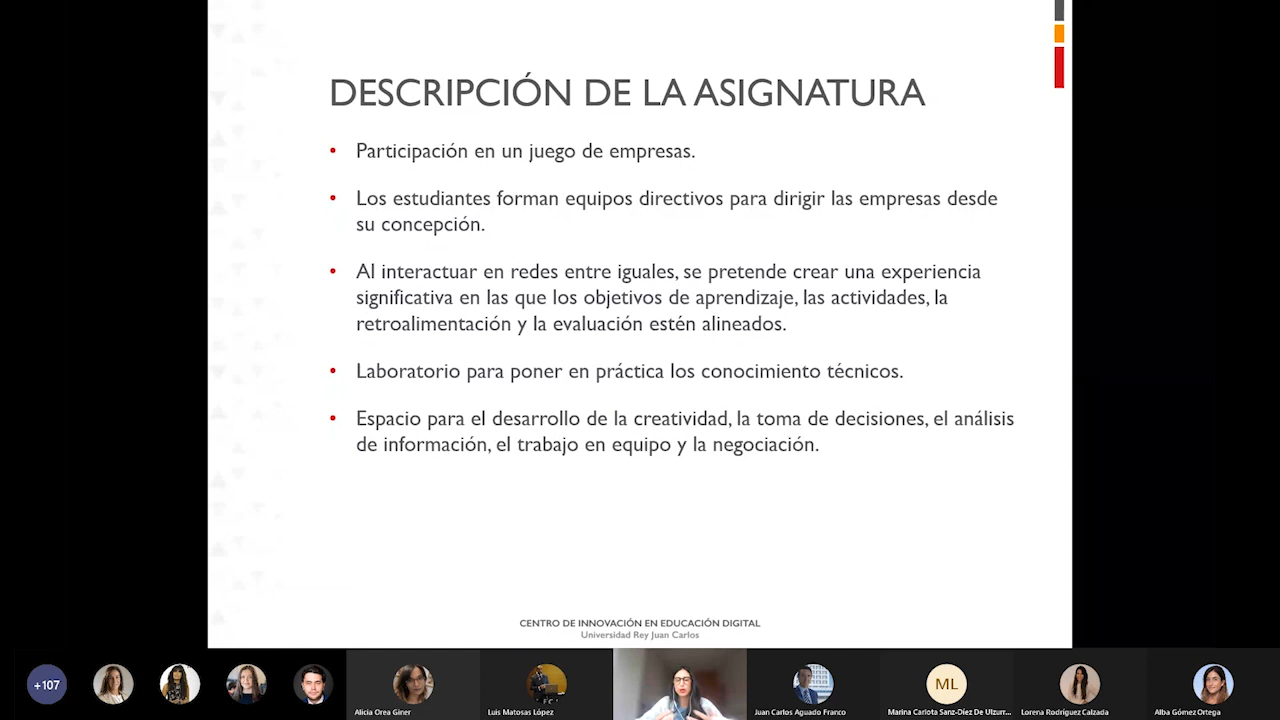 DESCRIPCIÓN DE LA ASIGNATURA
• Participación en un juego de empresas.
• Los estudiantes forman equipos directivos para dirigir las empresas desde
su concepción.
• Al interactuar en redes entre iguales, se pretende crear una experiencia
significativa en las que los objetivos de aprendizaje, las actividades, la
retroalimentación y la evaluación estén alineados.
• Laboratorio para poner en práctica los conocimiento técnicos.
• Espacio para el desarrollo de la creatividad, la toma de decisiones, el análisis
de información, el trabajo en equipo y la negociación.
CENTRO DE INNOVACIÓN EN EDUCACIÓN DIGITAL
Universidad Rey Juan Carlos
+107
Alicia Orea Giner
Luis Matosas López
Juan Carlos Aguado Franco
ML
Marina Carlota Sanz-Díez De Ulzurr...
Lorena Rodríguez Calzada
Alba Gómez Ortega